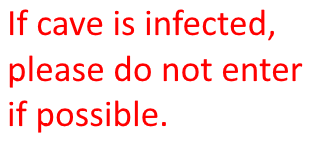 If cave is infected,
please do not enter
if possible.